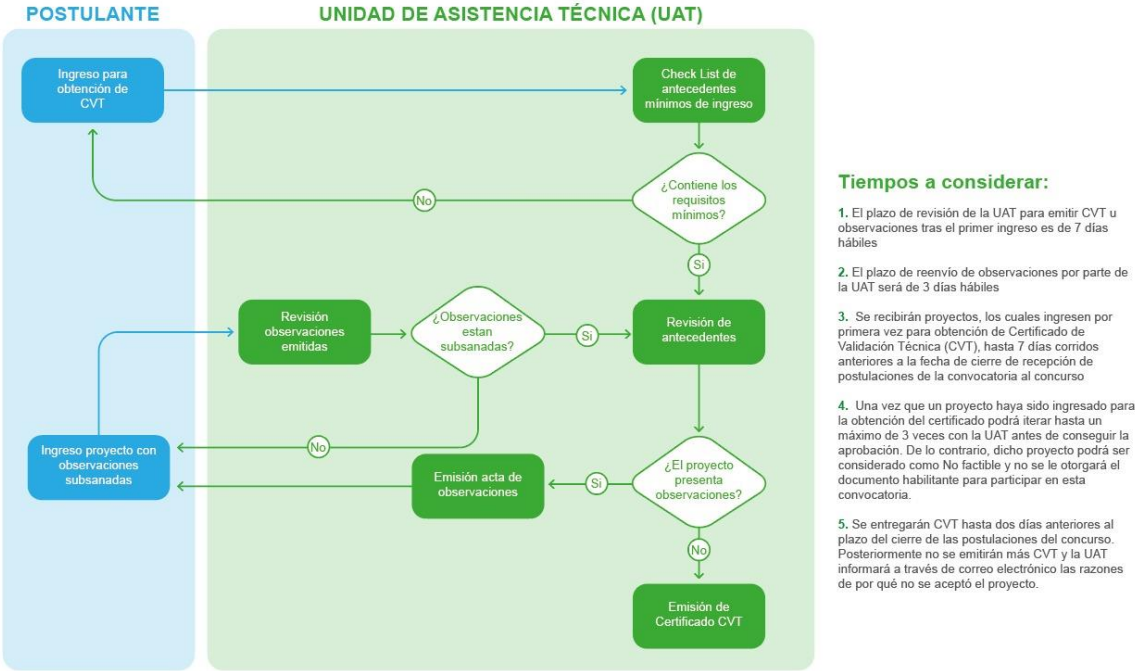 POSTULANTE
UNIDAD DE ASISTENCIA TÉCNICA (UAT)
Ingreso para
obtención de
CVT
Check List de
antecedentes
mínimos de ingreso
¿Contiene los
requisitos
mínimos?
No
Si
Revisión
observaciones
emitidas
¿Observaciones
estan
subsanadas?
Si
Revisión de
antecedentes
No
Ingreso proyecto con
observaciones
subsanadas
Emisión acta de
observaciones
Si
¿El proyecto
presenta
observaciones?
No
Emisión de
Certificado CVT
Tiempos a considerar:
1. El plazo de revisión de la UAT para emitir CVT u
observaciones tras el primer ingreso es de 7 días
hábiles
2. El plazo de reenvío de observaciones por parte de
la UAT será de 3 días hábiles
3. Se recibirán proyectos, los cuales ingresen por
primera vez para obtención de Certificado de
Validación Técnica (CVT), hasta 7 días corridos
anteriores a la fecha de cierre de recepción de
postulaciones de la convocatoria al concurso
4. Una vez que un proyecto haya sido ingresado para
la obtención del certificado podrá iterar hasta un
máximo de 3 veces con la UAT antes de conseguir la
aprobación. De lo contrario, dicho proyecto podrá ser
considerado como No factible y no se le otorgará el
documento habilitante para participar en esta
convocatoria.
5. Se entregarán CVT hasta dos días anteriores al
plazo del cierre de las postulaciones del concurso.
Posteriormente no se emitirán más CVT y la UAT
informará a través de correo electrónico las razones
de por qué no se aceptó el proyecto.